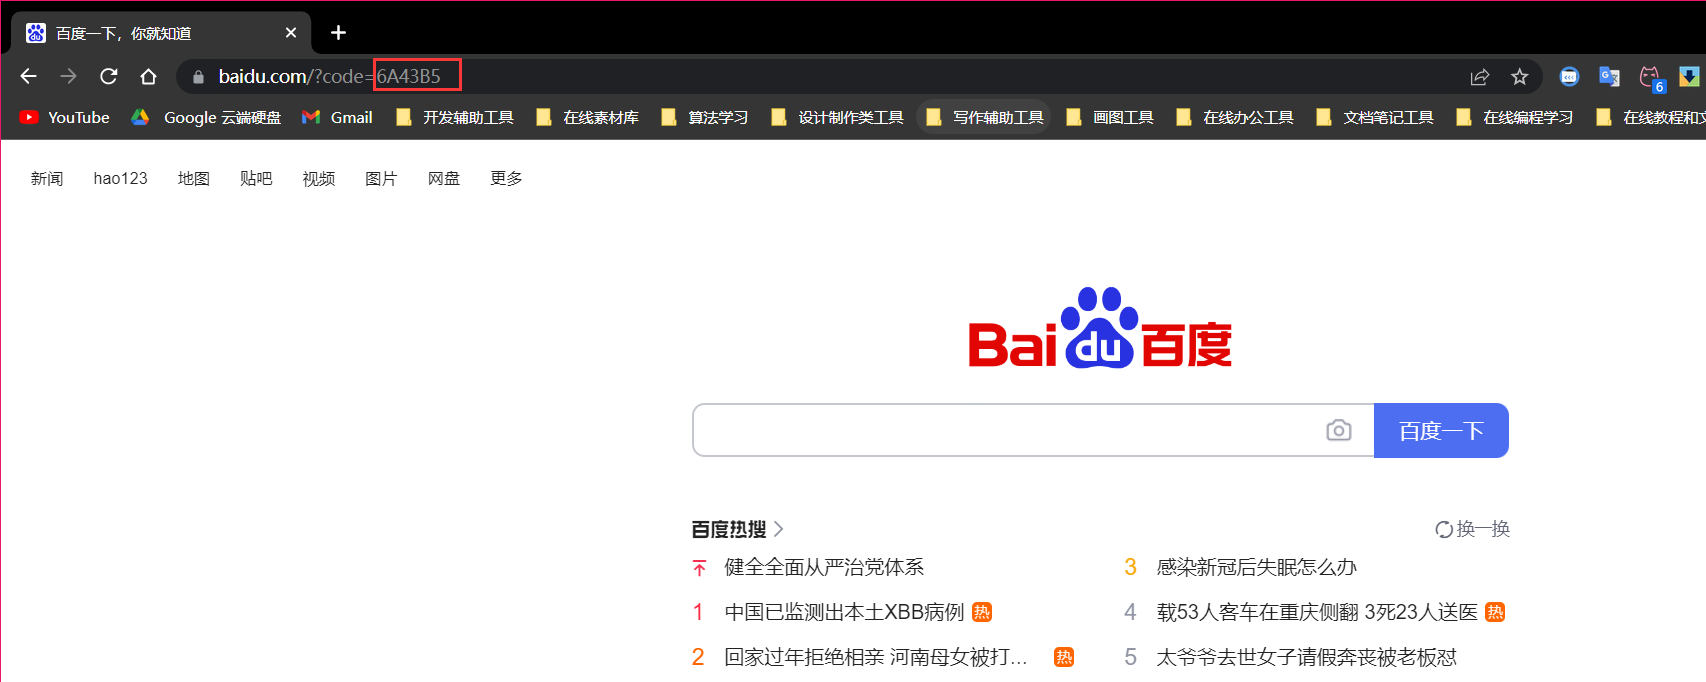 百度一下，你就知道
baidu.com/?code=6A43B5
6
YouTube Google 云端硬盘 Gmail 开发辅助工具 在线素材库 算法学习 设计制作类工具 写作辅助工具 画图工具 在线办公工具 文档笔记工具 在线编程学习 在线教程和
新闻 hao123 地图 贴吧 视频 图片 网盘 更多
Bai du 百度
百度一下
百度热搜 换一换
健全全面从严治党体系
1 中国已监测出本土XBB病例 热
2 回家过年拒绝相亲 河南母女被打... 热
3 感染新冠后失眠怎么办
4 载53人客车在重庆侧翻 3死23人送医 热
5 太爷爷去世女子请假奔丧被老板怼